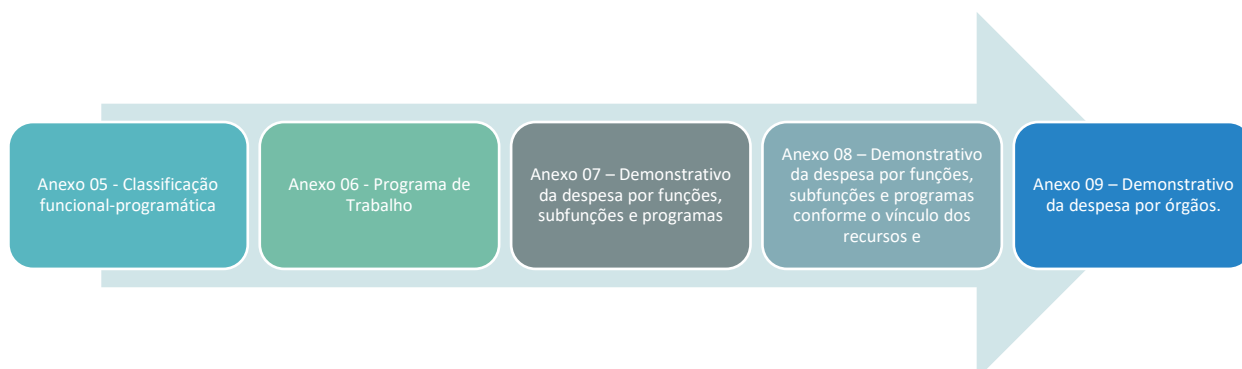 Anexo 05 - Classificação
funcional-programática
Anexo 06 - Programa de
Trabalho
Anexo 07 – Demonstrativo
da despesa por funções,
subfunções e programas
Anexo 08 – Demonstrativo
da despesa por funções,
subfunções e programas
conforme o vínculo dos
recursos e
Anexo 09 – Demonstrativo
da despesa por órgãos.